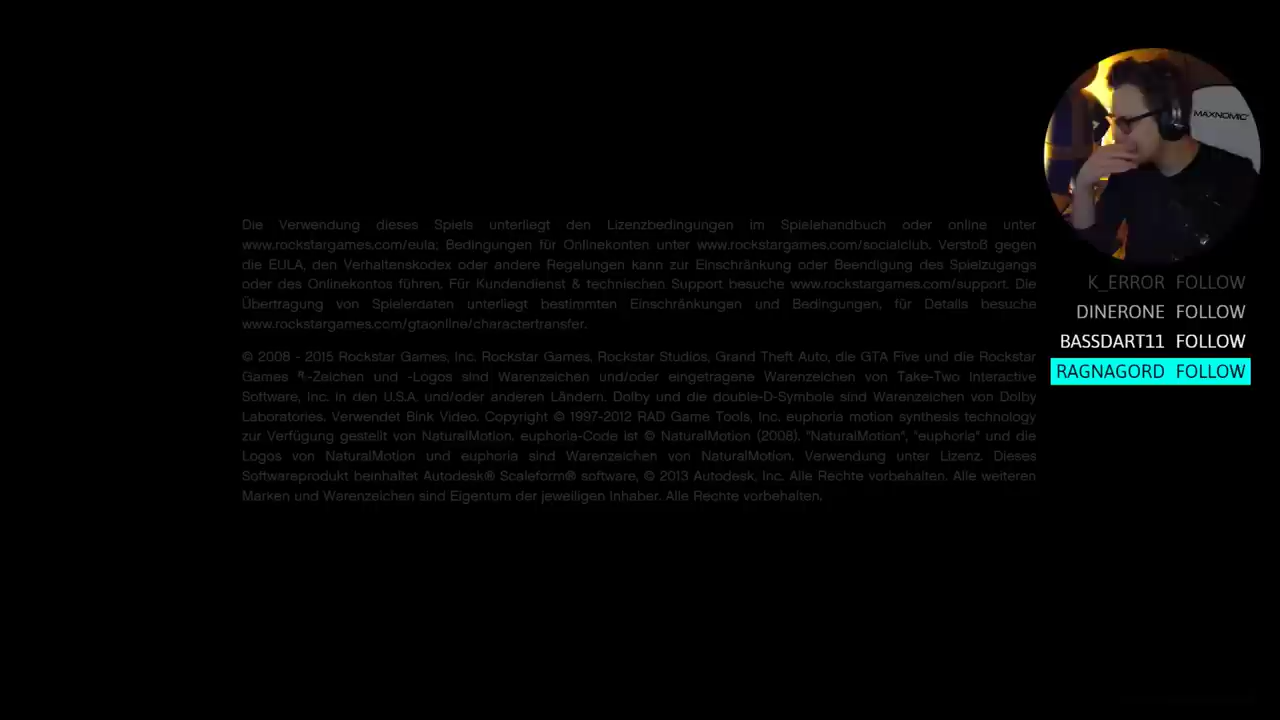 MAXNOMIC
Die Verwendung dieses Spiels unterliegt den Lizenzbedingungen im Spielehandbuch oder online unter
www.rockstargames.com/eula; Bedingungen für Onlinekonten unter www.rockstargames.com/socialclub. Verstoß gegen
die EULA, den Verhaltenskodex oder andere Regelungen kann zur Einschränkung oder Beendigung des Spielzugangs
oder des Onlinekontos führen. Für Kundendienst & technischen Support besuche www.rockstargames.com/support. Die
Übertragung von Spielerdaten unterliegt bestimmten Einschränkungen und Bedingungen, für Details besuche
www.rockstargames.com/gtaonline/charactertransfer.
© 2008 - 2015 Rockstar Games, Inc. Rockstar Games, Rockstar Studios, Grand Theft Auto, die GTA Five und die Rockstar
Games R*-Zeichen und -Logos sind Warenzeichen und/oder eingetragene Warenzeichen von Take-Two Interactive
Software, Inc. in den U.S.A. und/oder anderen Ländern. Dolby und die double-D-Symbole sind Warenzeichen von Dolby
Laboratories. Verwendet Bink Video. Copyright © 1997-2012 RAD Game Tools, Inc. euphoria motion synthesis technology
zur Verfügung gestellt von NaturalMotion. euphoria-Code ist © NaturalMotion (2008). "NaturalMotion", "euphoria" und die
Logos von NaturalMotion und euphoria sind Warenzeichen von NaturalMotion. Verwendung unter Lizenz. Dieses
Softwareprodukt beinhaltet Autodesk® Scaleform® software, © 2013 Autodesk, Inc. Alle Rechte vorbehalten. Alle weiteren
Marken und Warenzeichen sind Eigentum der jeweiligen Inhaber. Alle Rechte vorbehalten.
K_ERROR FOLLOW
DINERONE FOLLOW
BASSDART11 FOLLOW
RAGNAGORD FOLLOW